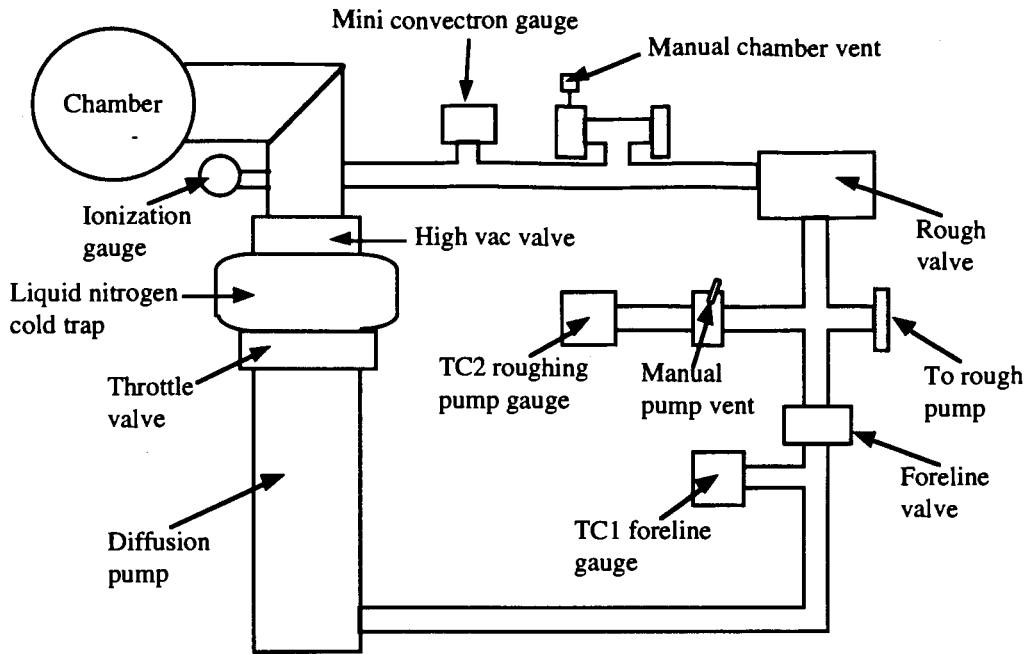 Mini convectron gauge
Manual chamber vent
Chamber
Ionization
gauge
High vac valve
Rough
valve
Liquid nitrogen
cold trap
Throttle
valve
TC2 roughing
pump gauge
Manual
pump vent
To rough
pump
Foreline
valve
TC1 foreline
gauge
Diffusion
pump